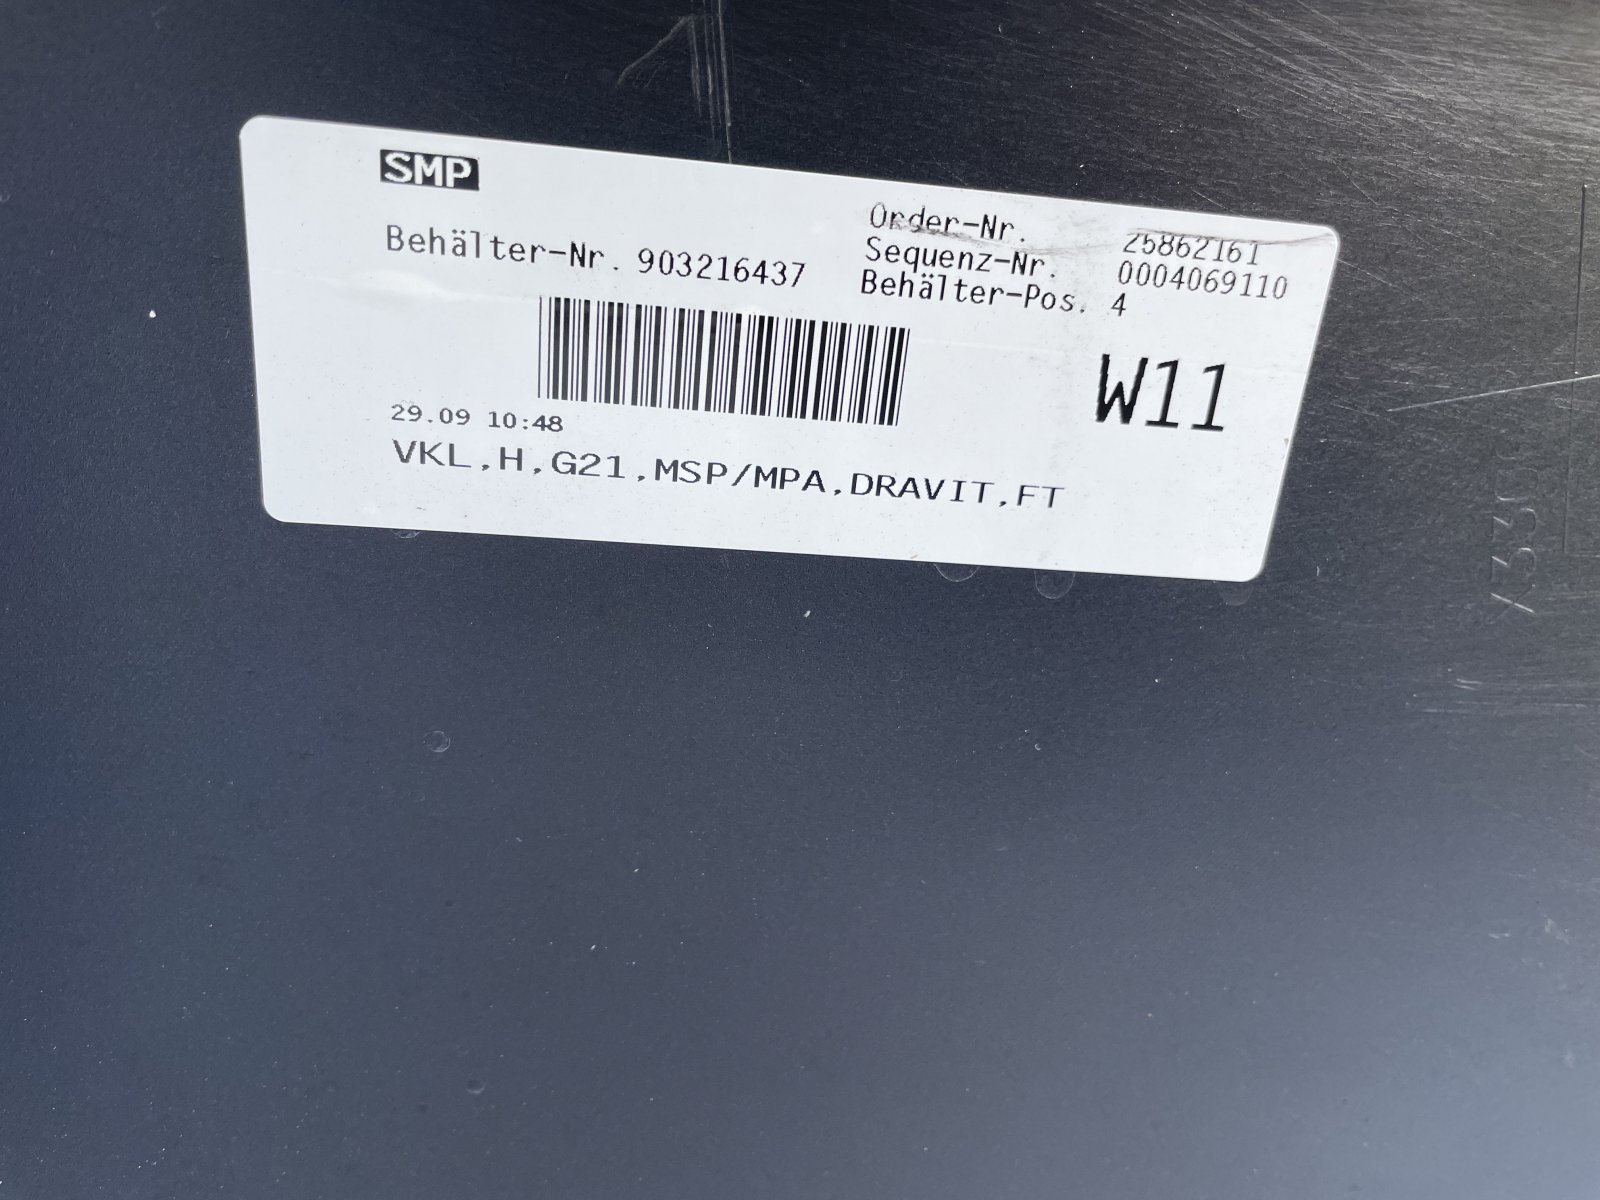 SMP
Order-Nr. 25862161
Behälter-Nr. 903216437
Sequenz-Nr. 0004069110
Behälter-Pos. 4
W11
29.09 10:48
VKL,H,G21,MSP/MPA,DRAVIT,FT